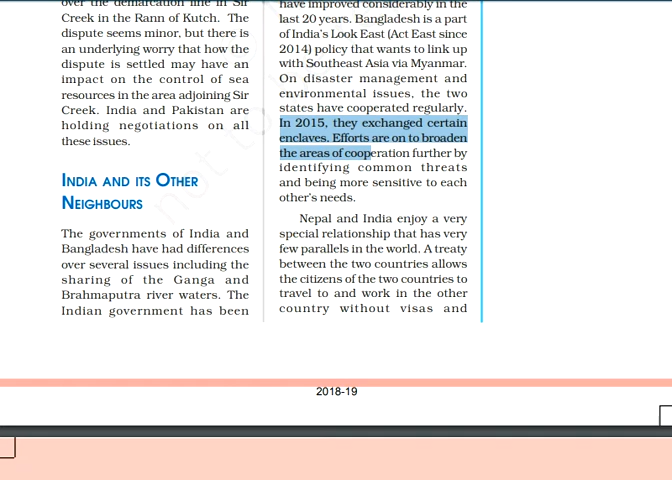 over the demarcation line in Sir
Creek in the Rann of Kutch. The
dispute seems minor, but there is
an underlying worry that how the
dispute is settled may have an
impact on the control of sea
resources in the area adjoining Sir
Creek. India and Pakistan are
holding negotiations on all
these issues.
INDIA AND ITS OTHER
NEIGHBOURS
The governments of India and
Bangladesh have had differences
over several issues including the
sharing of the Ganga and
Brahmaputra river waters. The
Indian government has been
have improved considerably in the
last 20 years. Bangladesh is a part
of India's Look East (Act East since
2014) policy that wants to link up
with Southeast Asia via Myanmar.
On disaster management and
environmental issues, the two
states have cooperated regularly.
In 2015, they exchanged certain
enclaves. Efforts are on to broaden
the areas of cooperation further by
identifying common threats
and being more sensitive to each
other's needs.
Nepal and India enjoy a very
special relationship that has very
few parallels in the world. A treaty
between the two countries allows
the citizens of the two countries to
travel to and work in the other
country without visas and
2018-19
not to